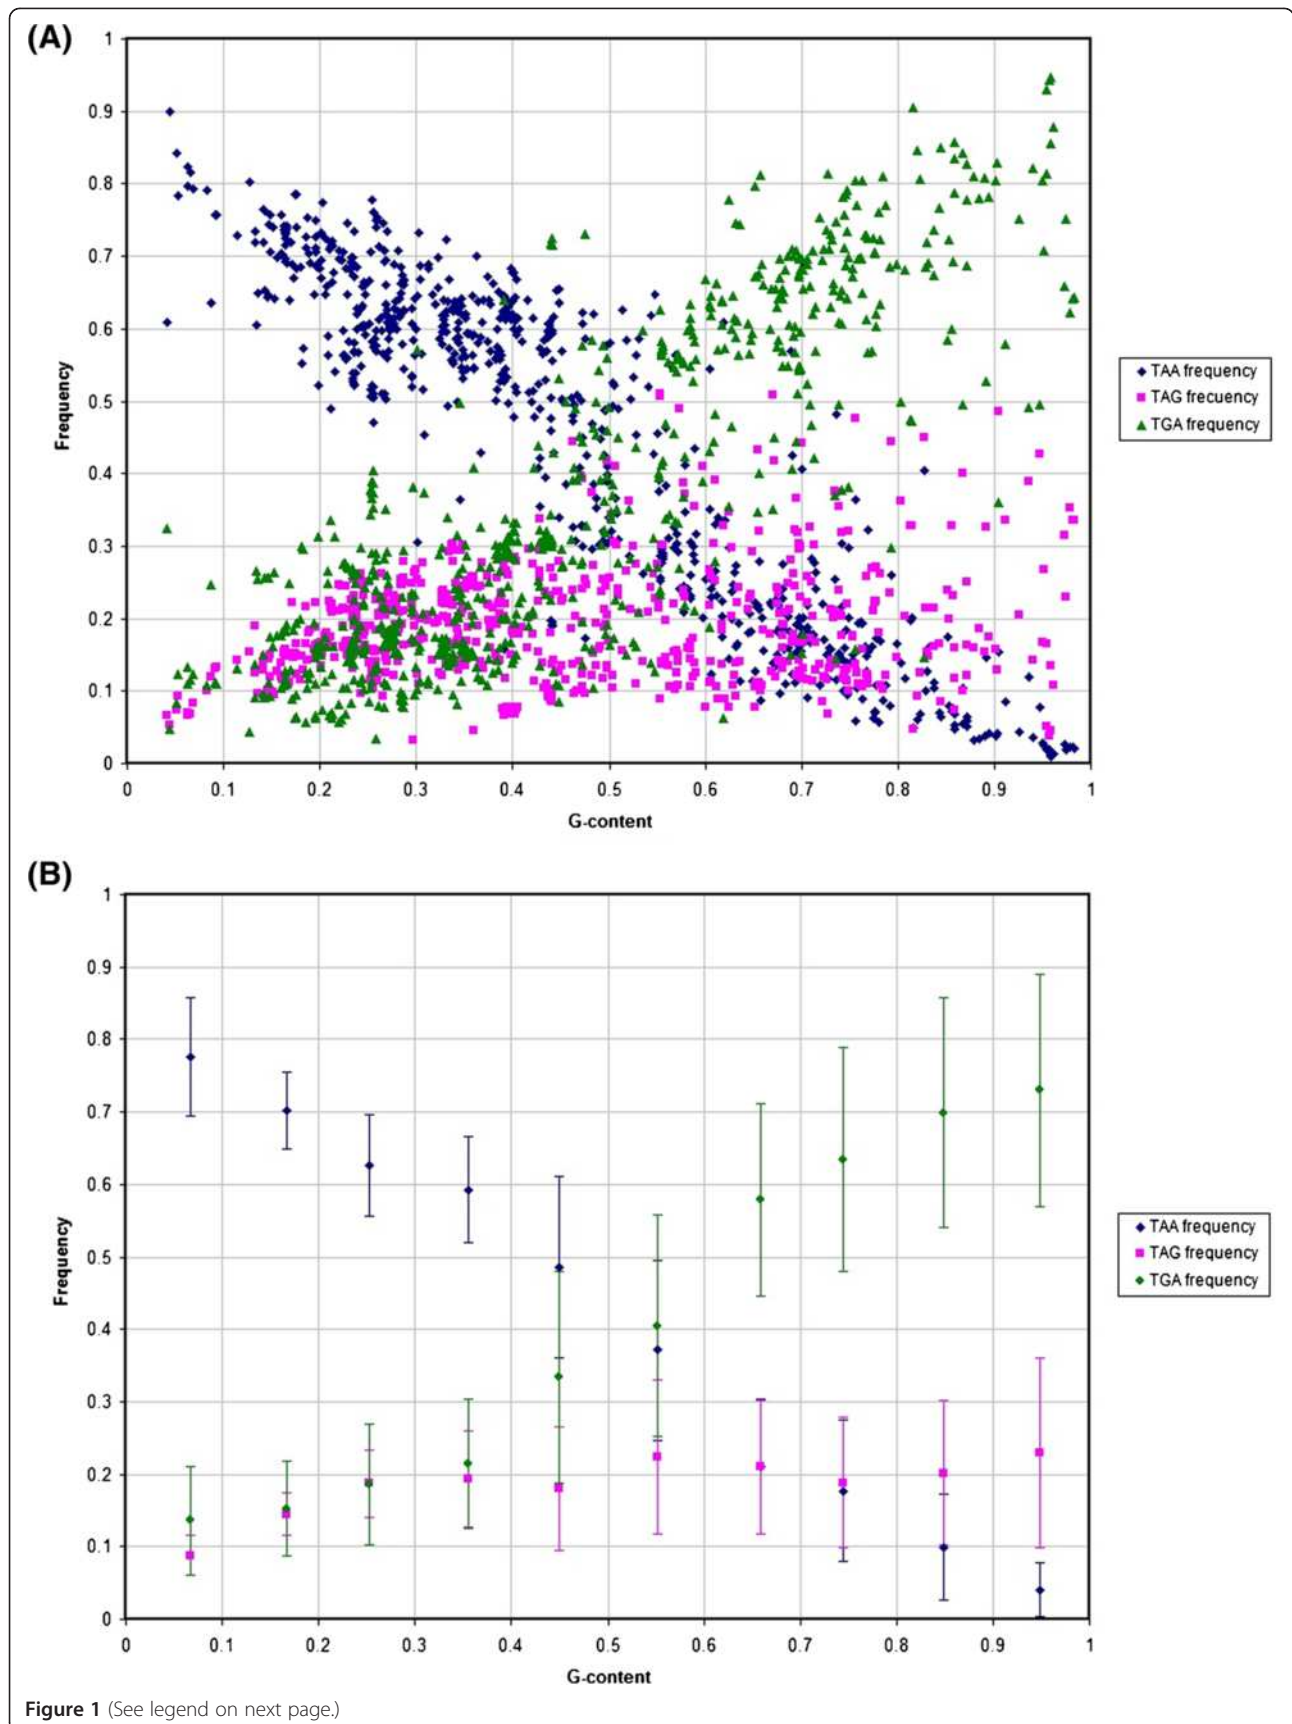 (A)
1
0.9
0.8
0.7
0.6
0.5
0.4
0.3
0.2
0.1
0
Frequency
0 0.1 0.2 0.3 0.4 0.5 0.6 0.7 0.8 0.9 1
G-content
TAA frequency
TAG frecuency
TGA frequency
(B)
1
0.9
0.8
0.7
0.6
0.5
0.4
0.3
0.2
0.1
0
Frequency
0 0.1 0.2 0.3 0.4 0.5 0.6 0.7 0.8 0.9 1
G-content
TAA frequency
TAG frequency
TGA frequency
Figure 1 (See legend on next page.)